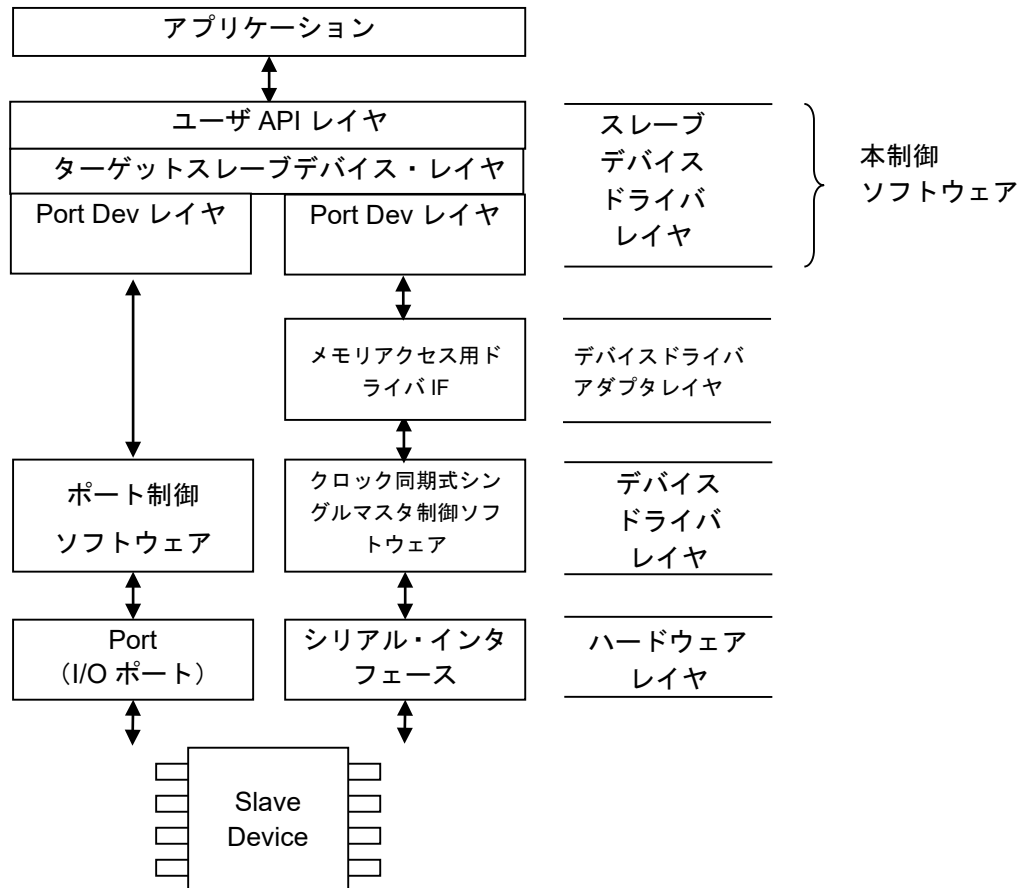 アプリケーション
ユーザ API レイヤ
ターゲットスレーブデバイス・レイヤ
Port Dev レイヤ
Port Dev レイヤ
スレーブ
デバイス
ドライバ
レイヤ
本制御
ソフトウェア
メモリアクセス用ド
ライバ IF
デバイスドライバ
アダプタレイヤ
ポート制御
ソフトウェア
クロック同期式シン
グルマスタ制御ソフ
トウェア
デバイス
ドライバ
レイヤ
Port
（I/O ポート）
シリアル・インタ
フェース
ハードウェア
レイヤ
Slave
Device